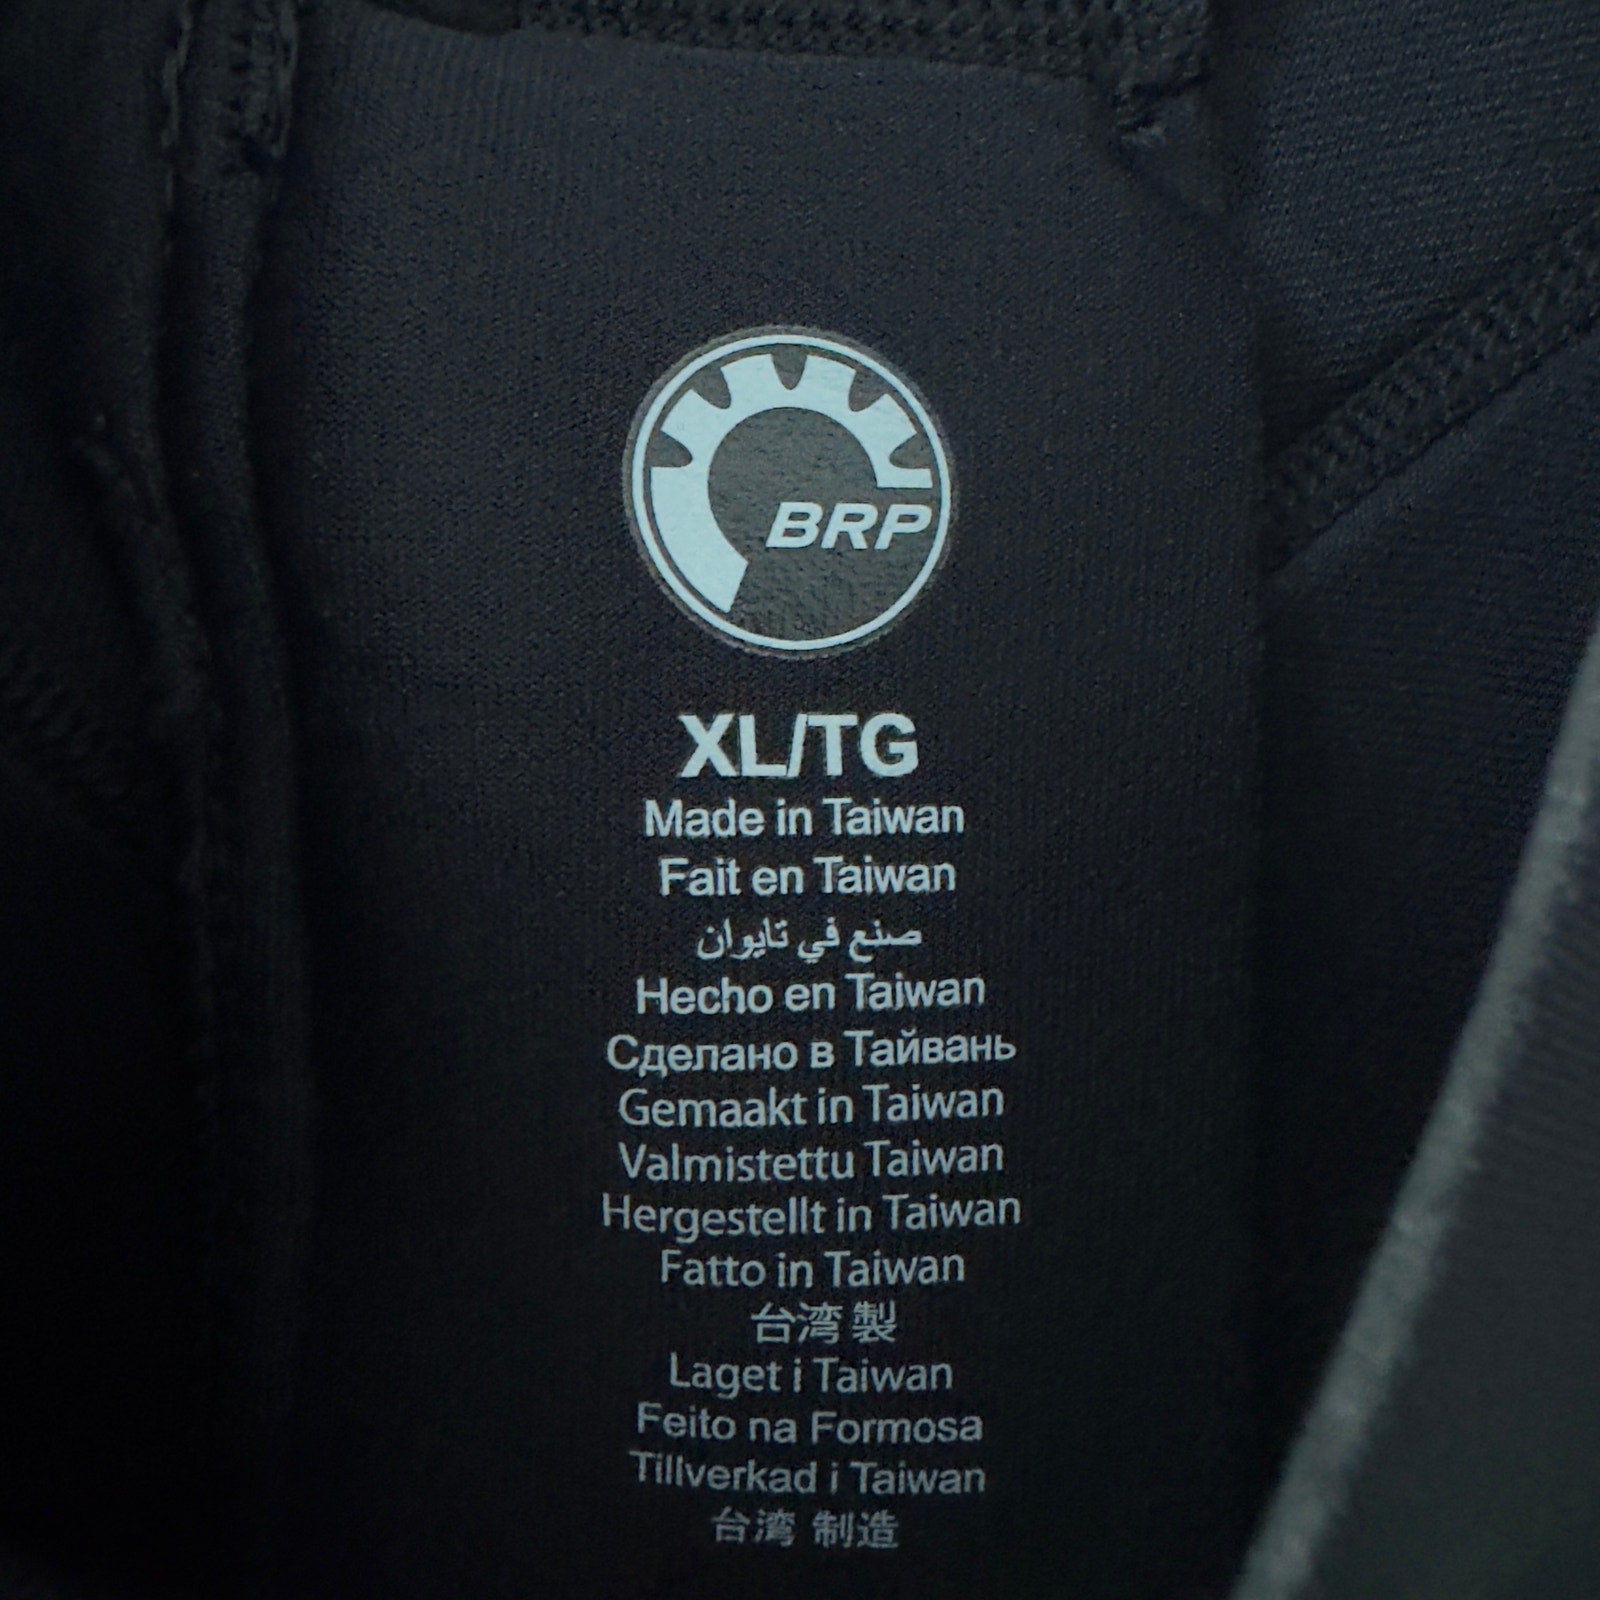 BRP
XL/TG
Made in Taiwan
Fait en Taiwan
صنع في تايوان
Hecho en Taiwan
Сделано в Тайвань
Gemaakt in Taiwan
Valmistettu Taiwan
Hergestellt in Taiwan
Fatto in Taiwan
台湾 製
Laget i Taiwan
Feito na Formosa
Tillverkad i Taiwan
台湾 制造